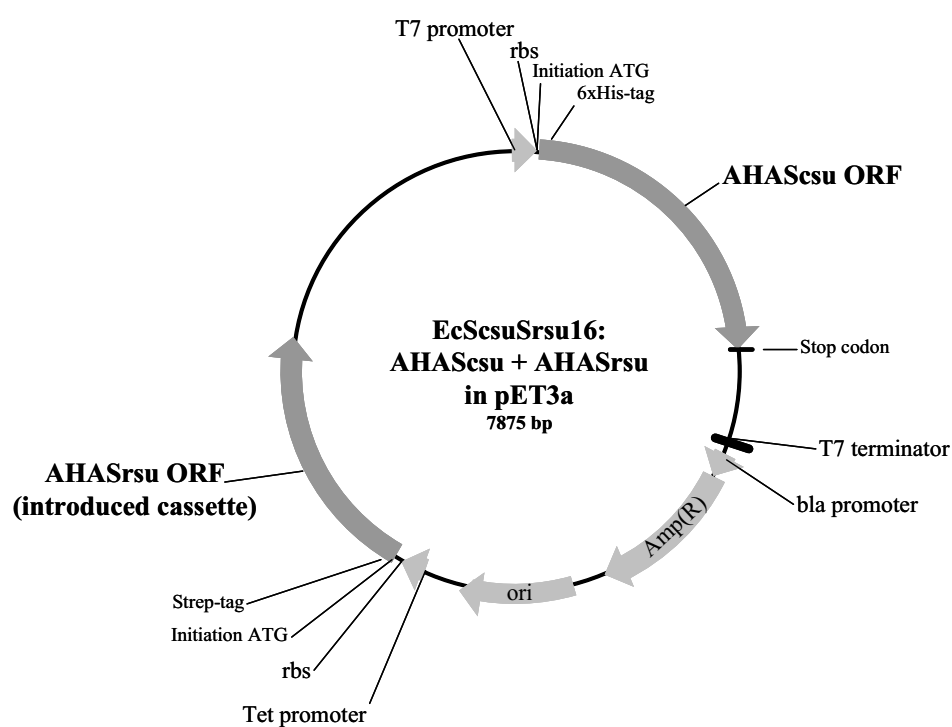 T7 promoter
rbs
Initiation ATG
6xHis-tag
AHAScsu ORF
EcScsuSrsu16:
AHAScsu + AHASrsu
in pET3a
7875 bp
Stop codon
T7 terminator
bla promoter
Amp(R)
ori
AHASrsu ORF
(introduced cassette)
Strep-tag
Initiation ATG
rbs
Tet promoter